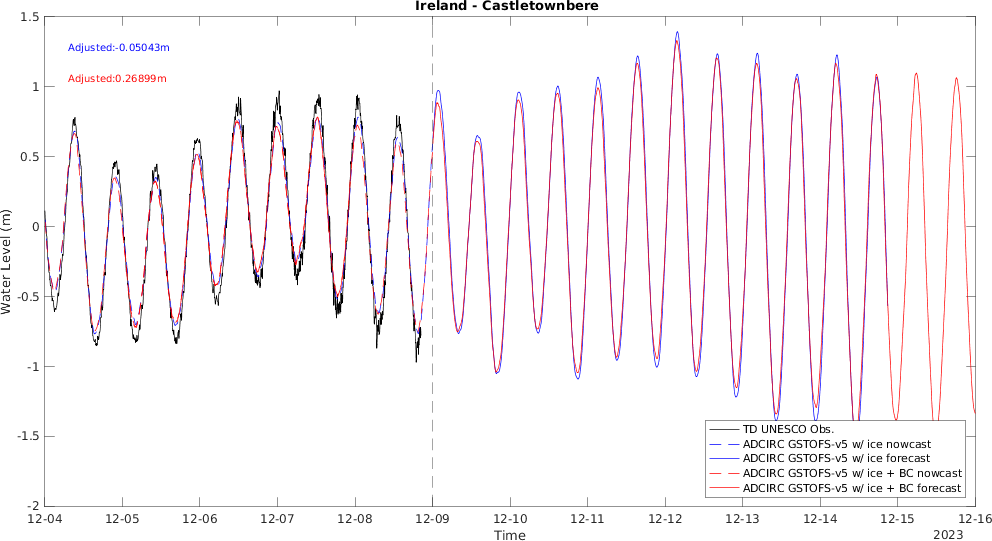 Ireland - Castletownbere
Adjusted:-0.05043m
Adjusted:0.26899m
1.5
1
0.5
0
-0.5
-1
-1.5
-2
Water Level (m)
TD UNESCO Obs.
ADCIRC GSTOFS-v5 w/ ice nowcast
ADCIRC GSTOFS-v5 w/ ice forecast
ADCIRC GSTOFS-v5 w/ ice + BC nowcast
ADCIRC GSTOFS-v5 w/ ice + BC forecast
12-04 12-05 12-06 12-07 12-08 12-09 12-10 12-11 12-12 12-13 12-14 12-15 12-16
Time
2023